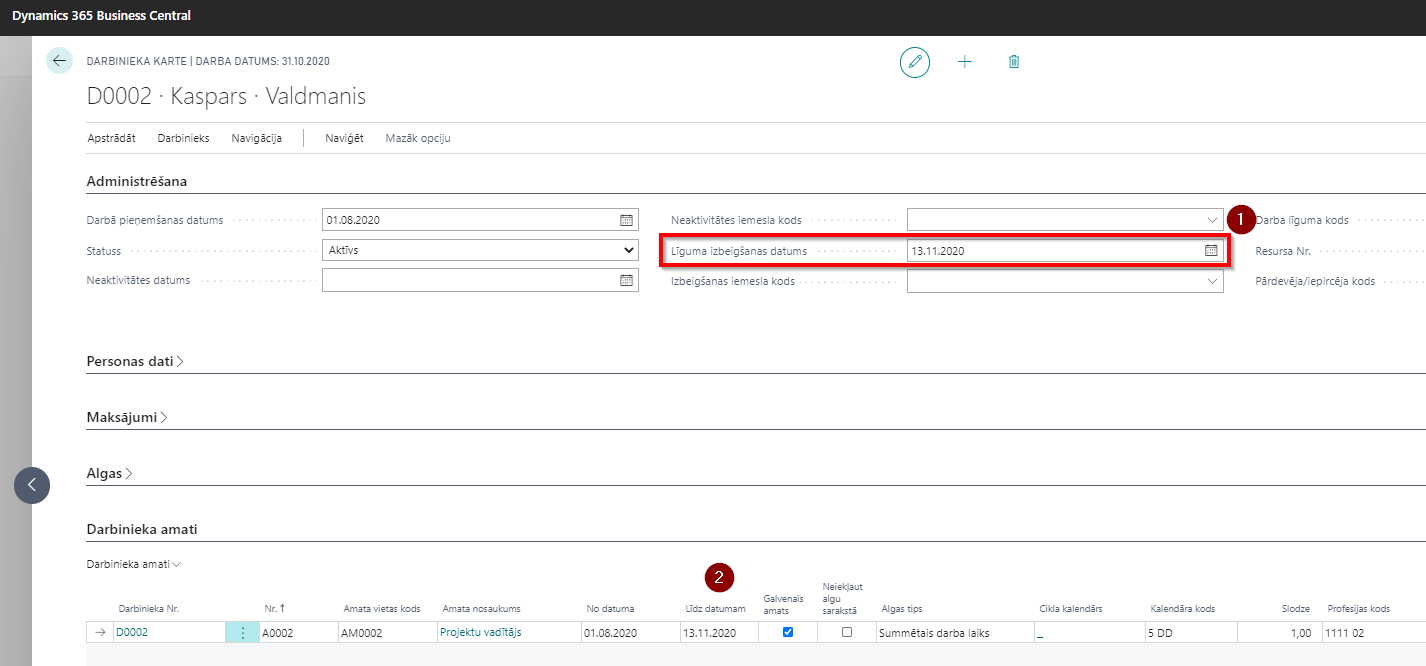 Dynamics 365 Business Central
DARBINIEKA KARTE | DARBA DATUMS: 31.10.2020
D0002 · Kaspars · Valdmanis
Apstrādāt Darbinieks Navigācija Naviģēt Mazāk opciju
Administrēšana
Darbā pieņemšanas datums 01.08.2020 Neaktivitātes iemesla kods 1 Darba līguma kods
Statuss Aktīvs Līguma izbeigšanas datums 13.11.2020 Resursa Nr.
Neaktivitātes datums Izbeigšanas iemesla kods Pārdevēja/iepircēja kods
Personas dati
Maksājumi
Algas
Darbinieka amati
Darbinieka amati
2
Darbinieka Nr. Nr. ↑ Amata vietas kods Amata nosaukums No datuma Līdz datumam Galvenais amats Neiekļaut algu sarakstā Algas tips Cikla kalendārs Kalendāra kods Slodze Profesijas kods
D0002 A0002 AM0002 Projektu vadītājs 01.08.2020 13.11.2020 Summētais darba laiks _ 5 DD 1,00 1111 02